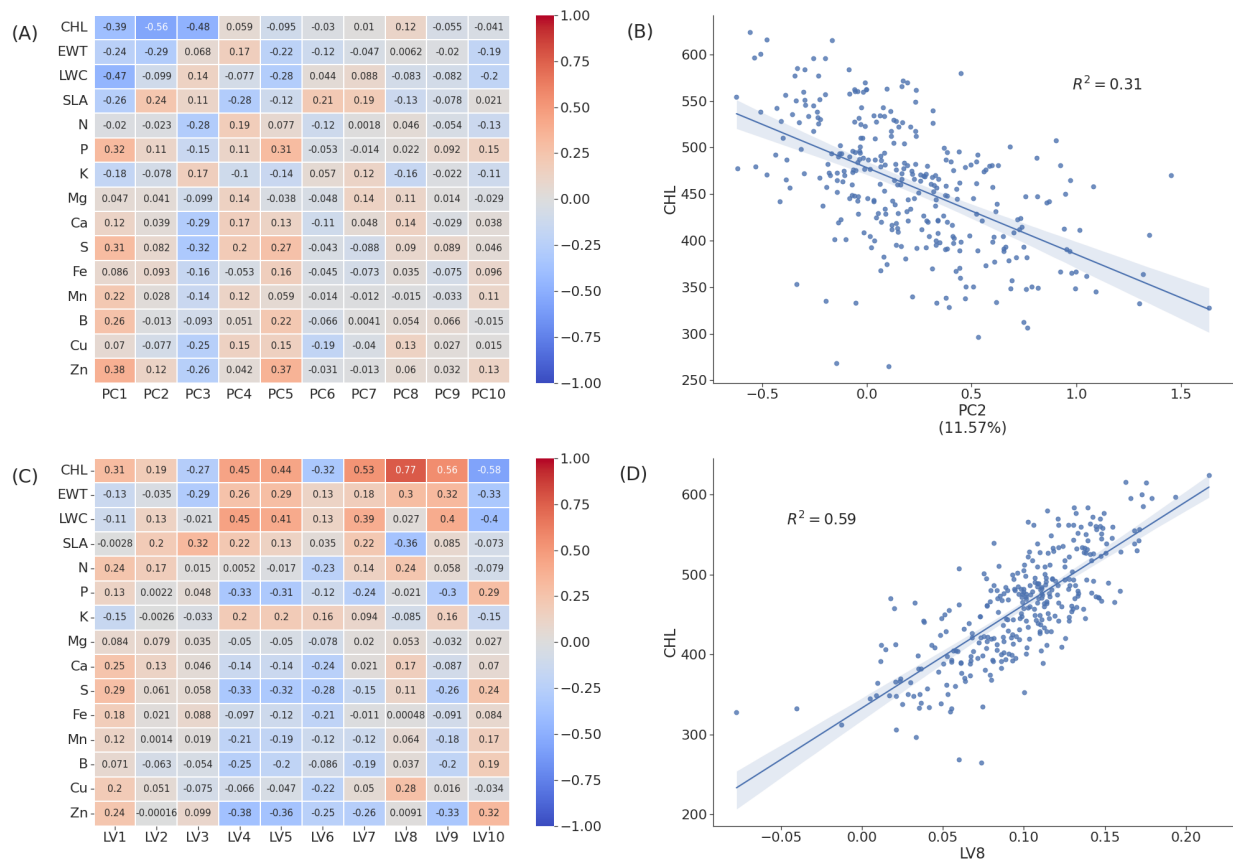 (A)
CHL -0.39 -0.56 -0.48 0.059 -0.095 -0.03 0.01 0.12 -0.055 -0.041
EWT -0.24 -0.29 0.068 0.17 -0.22 -0.12 -0.047 0.0062 -0.02 -0.19
LWC -0.47 -0.099 0.14 -0.077 -0.28 0.044 0.088 -0.083 -0.082 -0.2
SLA -0.26 0.24 0.11 -0.28 -0.12 0.21 0.19 -0.13 -0.078 0.021
N -0.02 -0.023 -0.28 0.19 0.077 -0.12 0.0018 0.046 -0.054 -0.13
P 0.32 0.11 -0.15 0.11 0.31 -0.053 -0.014 0.022 0.092 0.15
K -0.18 -0.078 0.17 -0.1 -0.14 0.057 0.12 -0.16 -0.022 -0.11
Mg 0.047 0.041 -0.099 0.14 -0.038 -0.048 0.14 0.11 0.014 -0.029
Ca 0.12 0.039 -0.29 0.17 0.13 -0.11 0.048 0.14 -0.029 0.038
S 0.31 0.082 -0.32 0.2 0.27 -0.043 -0.088 0.09 0.089 0.046
Fe 0.086 0.093 -0.16 -0.053 0.16 -0.045 -0.073 0.035 -0.075 0.096
Mn 0.22 0.028 -0.14 0.12 0.059 -0.014 -0.012 -0.015 -0.033 0.11
B 0.26 -0.013 -0.093 0.051 0.22 -0.066 0.0041 0.054 0.066 -0.015
Cu 0.07 -0.077 -0.25 0.15 0.15 -0.19 -0.04 0.13 0.027 0.015
Zn 0.38 0.12 -0.26 0.042 0.37 -0.031 -0.013 0.06 0.032 0.13
PC1 PC2 PC3 PC4 PC5 PC6 PC7 PC8 PC9 PC10
1.00
0.75
0.50
0.25
0.00
−0.25
−0.50
−0.75
−1.00
(B)
R² = 0.31
CHL
600
550
500
450
400
350
300
250
−0.5 0.0 0.5 1.0 1.5
PC2
(11.57%)
(C)
CHL 0.31 0.19 -0.27 0.45 0.44 -0.32 0.53 0.77 0.56 -0.58
EWT -0.13 -0.035 -0.29 0.26 0.29 0.13 0.18 0.3 0.32 -0.33
LWC -0.11 0.13 -0.021 0.45 0.41 0.13 0.39 0.027 0.4 -0.4
SLA -0.0028 0.2 0.32 0.22 0.13 0.035 0.22 -0.36 0.085 -0.073
N 0.24 0.17 0.015 0.0052 -0.017 -0.23 0.14 0.24 0.058 -0.079
P 0.13 0.0022 0.048 -0.33 -0.31 -0.12 -0.24 -0.021 -0.3 0.29
K -0.15 -0.0026 -0.033 0.2 0.2 0.16 0.094 -0.085 0.16 -0.15
Mg 0.084 0.079 0.035 -0.05 -0.05 -0.078 0.02 0.053 -0.032 0.027
Ca 0.25 0.13 0.046 -0.14 -0.14 -0.24 0.021 0.17 -0.087 0.07
S 0.29 0.061 0.058 -0.33 -0.32 -0.28 -0.15 0.11 -0.26 0.24
Fe 0.18 0.021 0.088 -0.097 -0.12 -0.21 -0.011 0.00048 -0.091 0.084
Mn 0.12 0.0014 0.019 -0.21 -0.19 -0.12 -0.12 0.064 -0.18 0.17
B 0.071 -0.063 -0.054 -0.25 -0.2 -0.086 -0.19 0.037 -0.2 0.19
Cu 0.2 0.051 -0.075 -0.066 -0.047 -0.22 0.05 0.28 0.016 -0.034
Zn 0.24 -0.00016 0.099 -0.38 -0.36 -0.25 -0.26 0.0091 -0.33 0.32
LV1 LV2 LV3 LV4 LV5 LV6 LV7 LV8 LV9 LV10
1.00
0.75
0.50
0.25
0.00
−0.25
−0.50
−0.75
−1.00
(D)
R² = 0.59
CHL
600
500
400
300
200
−0.05 0.00 0.05 0.10 0.15 0.20
LV8